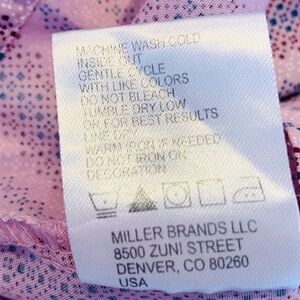 MACHINE WASH COLD
INSIDE OUT
GENTLE CYCLE
WITH LIKE COLORS
DO NOT BLEACH
TUMBLE DRY LOW
OR FOR BEST RESULTS
LINE DRY
WARM IRON IF NEEDED
DO NOT IRON ON
DECORATION
MILLER BRANDS LLC
8500 ZUNI STREET
DENVER, CO 80260
USA